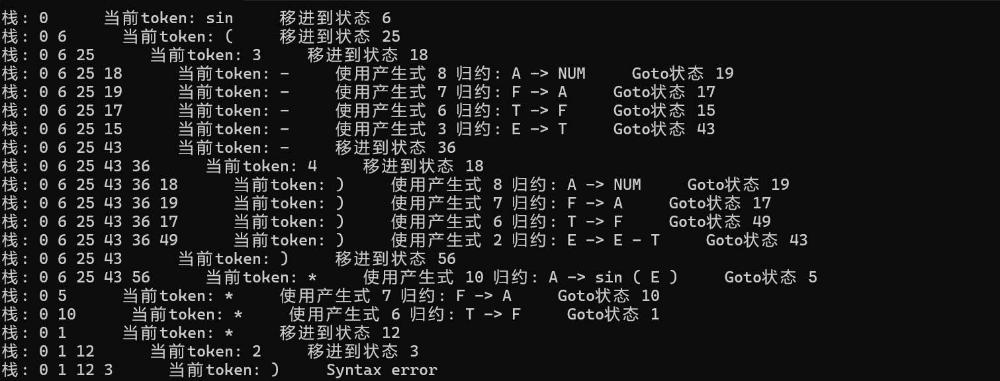 栈: 0      当前token: sin     移进到状态 6
栈: 0 6      当前token: (     移进到状态 25
栈: 0 6 25      当前token: 3     移进到状态 18
栈: 0 6 25 18      当前token: -     使用产生式 8 归约: A -> NUM     Goto状态 19
栈: 0 6 25 19      当前token: -     使用产生式 7 归约: F -> A     Goto状态 17
栈: 0 6 25 17      当前token: -     使用产生式 6 归约: T -> F     Goto状态 15
栈: 0 6 25 15      当前token: -     使用产生式 3 归约: E -> T     Goto状态 43
栈: 0 6 25 43      当前token: -     移进到状态 36
栈: 0 6 25 43 36      当前token: 4     移进到状态 18
栈: 0 6 25 43 36 18      当前token: )     使用产生式 8 归约: A -> NUM     Goto状态 19
栈: 0 6 25 43 36 19      当前token: )     使用产生式 7 归约: F -> A     Goto状态 17
栈: 0 6 25 43 36 17      当前token: )     使用产生式 6 归约: T -> F     Goto状态 49
栈: 0 6 25 43 36 49      当前token: )     使用产生式 2 归约: E -> E - T     Goto状态 43
栈: 0 6 25 43      当前token: )     移进到状态 56
栈: 0 6 25 43 56      当前token: *     使用产生式 10 归约: A -> sin ( E )     Goto状态 5
栈: 0 5      当前token: *     使用产生式 7 归约: F -> A     Goto状态 10
栈: 0 10      当前token: *     使用产生式 6 归约: T -> F     Goto状态 1
栈: 0 1      当前token: *     移进到状态 12
栈: 0 1 12      当前token: 2     移进到状态 3
栈: 0 1 12 3      当前token: )     Syntax error